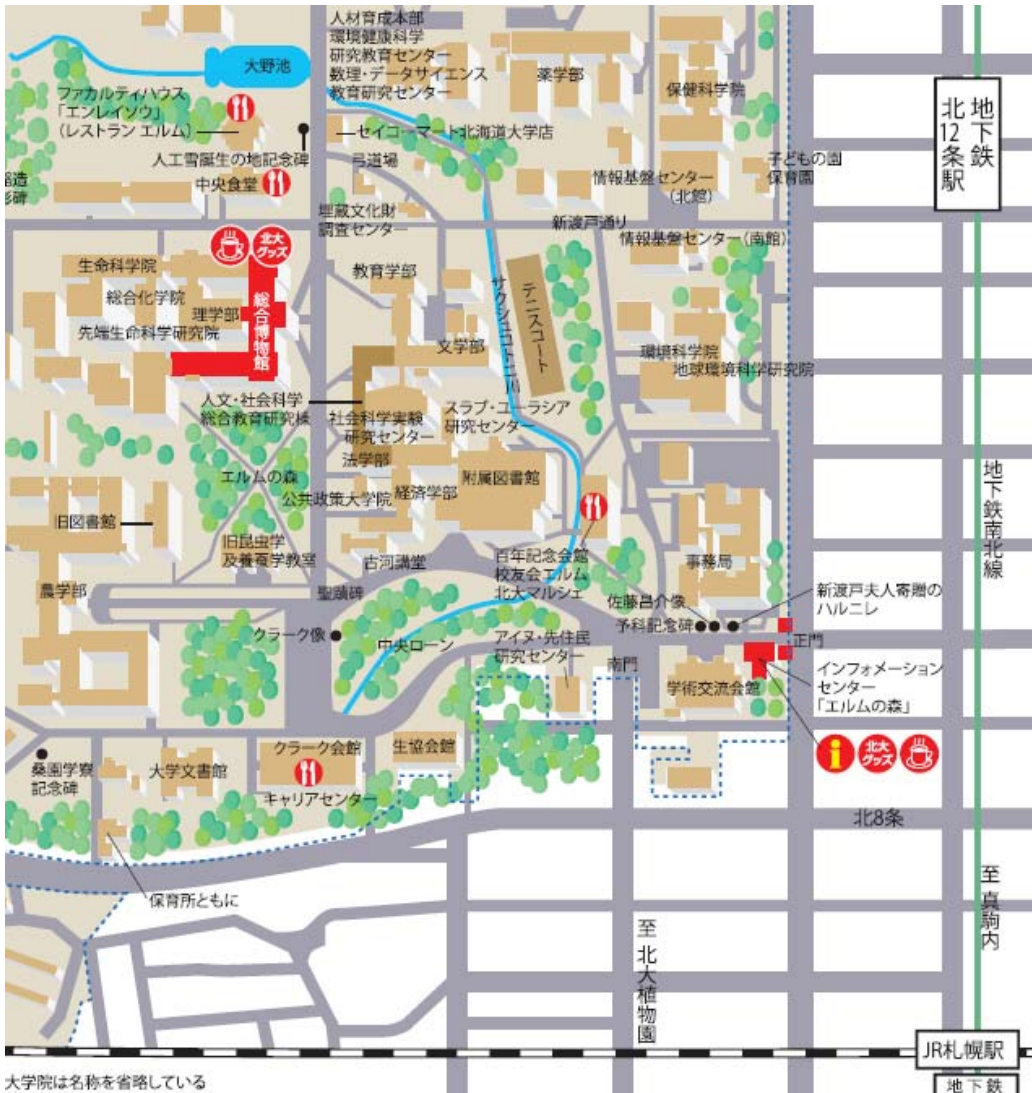 人材育成本部
環境健康科学
研究教育センター
数理・データサイエンス
教育研究センター
大野池
薬学部
保健科学院
ファカルティハウス
「エンレイソウ」
(レストラン エルム)
セイコーマート北海道大学店
人工雪誕生の地記念碑
弓道場
中央食堂
情報基盤センター
(北館)
子どもの園
保育園
地下鉄
北12条駅
埋蔵文化財
調査センター
新渡戸通り
情報基盤センター(南館)
北大
グッズ
生命科学院
総合化学院
理学部
先端生命科学研究院
総合博物館
教育学部
文学部
サクシュコトニ川
テニスコート
環境科学院
地球環境科学研究院
人文・社会科学
総合教育研究棟
社会科学実験
研究センター
スラブ・ユーラシア
研究センター
法学部
エルムの森
公共政策大学院
経済学部
附属図書館
地下鉄南北線
旧図書館
旧昆虫学
及養蚕学教室
古河講堂
百年記念会館
校友会エルム
北大マルシェ
事務局
農学部
聖蹟碑
佐藤昌介像
予科記念碑
新渡戸夫人寄贈の
ハルニレ
クラーク像
中央ローン
アイヌ・先住民
研究センター
南門
正門
学術交流会館
インフォメーション
センター
「エルムの森」
i
北大
グッズ
桑園学寮
記念碑
大学文書館
クラーク会館
生協会館
キャリアセンター
北8条
保育所ともに
至 北大植物園
至 真駒内
JR札幌駅
地下鉄
大学院は名称を省略している